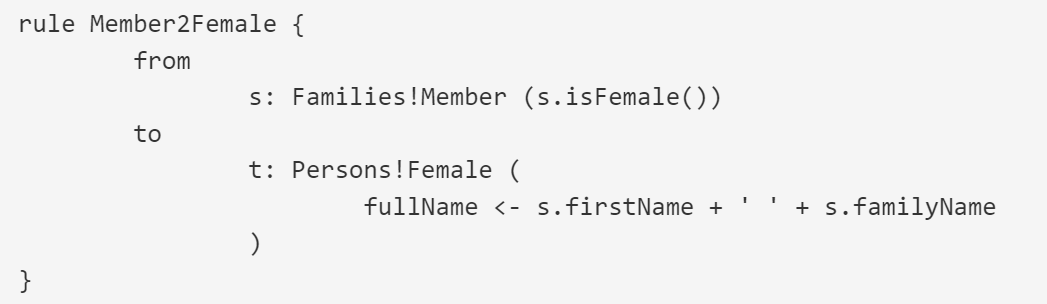 rule Member2Female {
        from
                s: Families!Member (s.isFemale())
        to
                t: Persons!Female (
                        fullName <- s.firstName + ' ' + s.familyName
                )
}